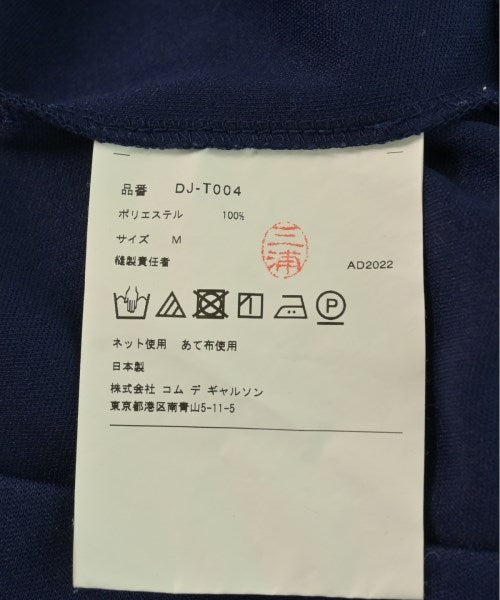 品番 DJ-T004
ポリエステル 100%
サイズ M
縫製責任者 三浦 AD2022
P
ネット使用 あて布使用
日本製
株式会社 コム デ ギャルソン
東京都港区南青山5-11-5